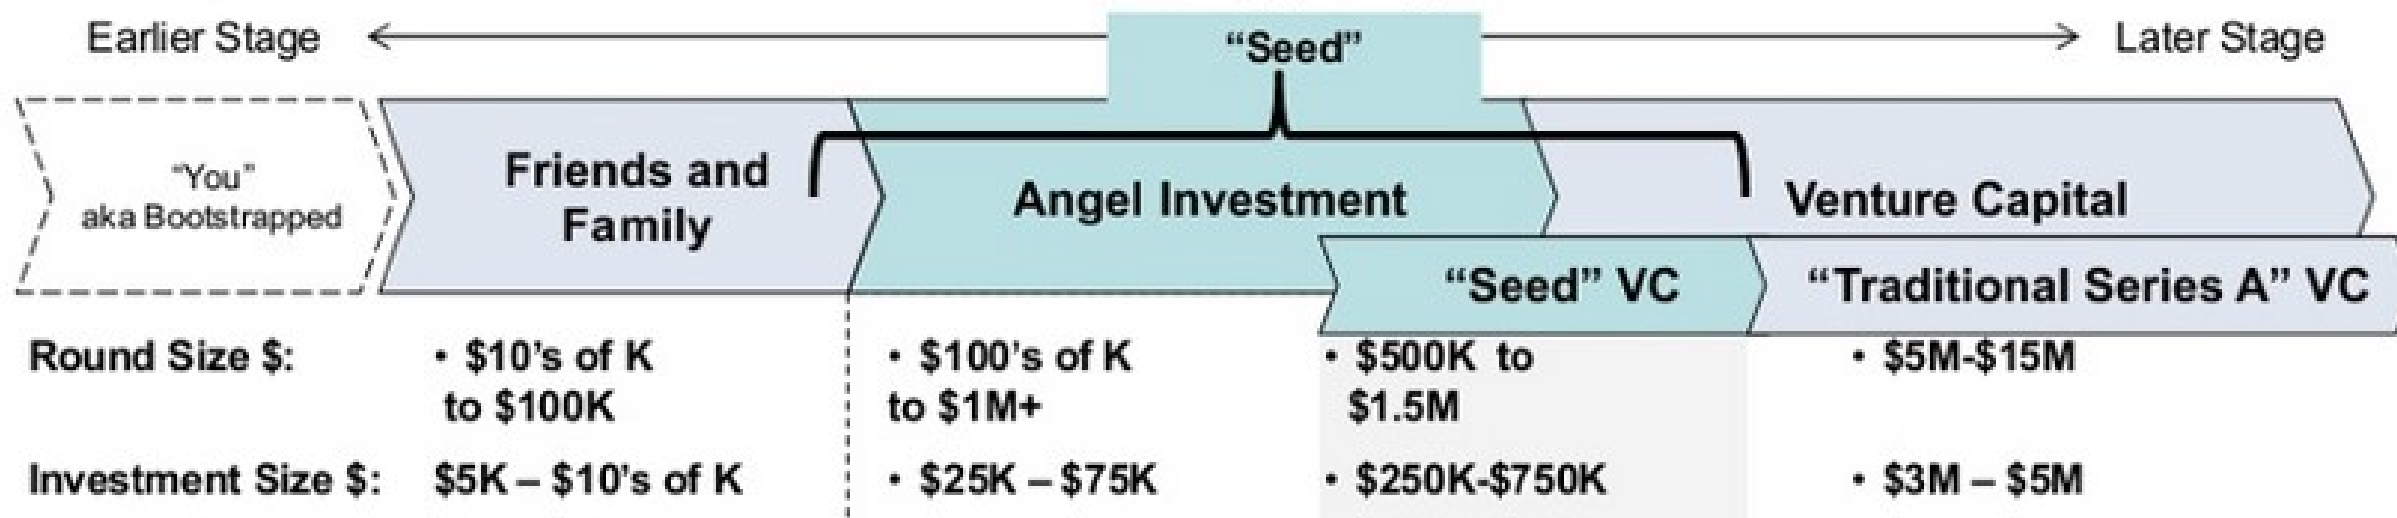 Earlier Stage
“Seed”
Later Stage
“You”
aka Bootstrapped
Friends and
Family
Angel Investment
Venture Capital
“Seed” VC
“Traditional Series A” VC
Round Size $:
• $10’s of K
to $100K
• $100’s of K
to $1M+
• $500K to
$1.5M
• $5M-$15M
Investment Size $:
$5K – $10’s of K
• $25K – $75K
• $250K-$750K
• $3M – $5M